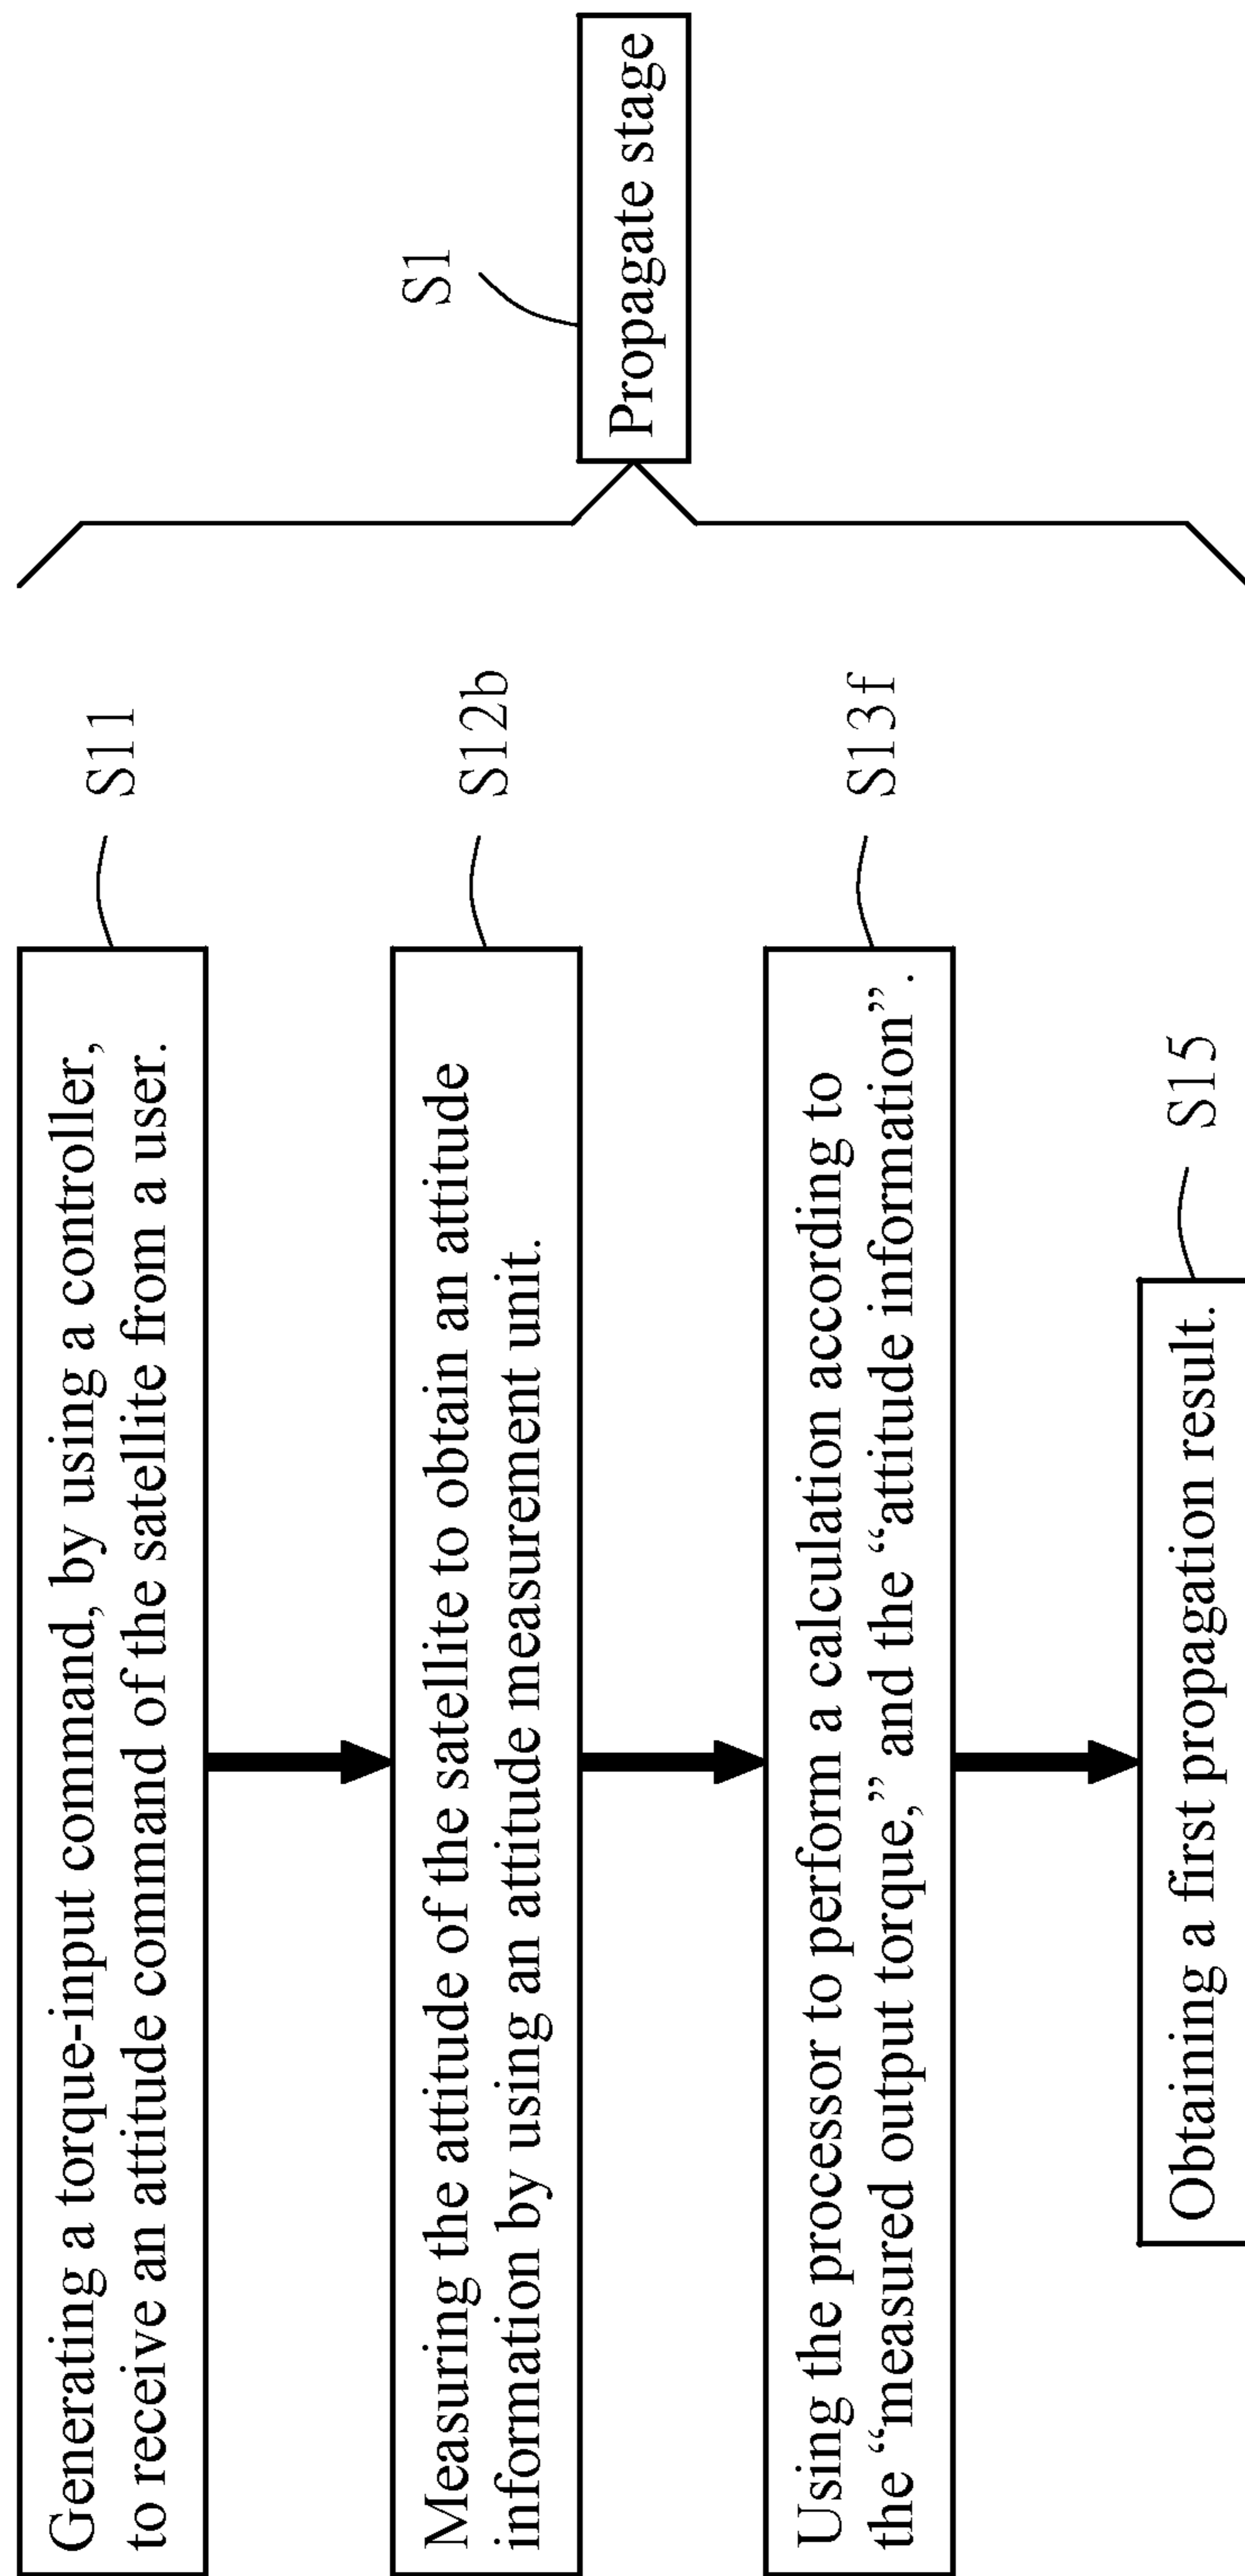 Generating a torque-input command, by using a controller,
to receive an attitude command of the satellite from a user.
S11
Measuring the attitude of the satellite to obtain an attitude
information by using an attitude measurement unit.
S12b
Using the processor to perform a calculation according to
the “measured output torque,” and the “attitude information”.
S13f
Obtaining a first propagation result.
S15
S1
Propagate stage